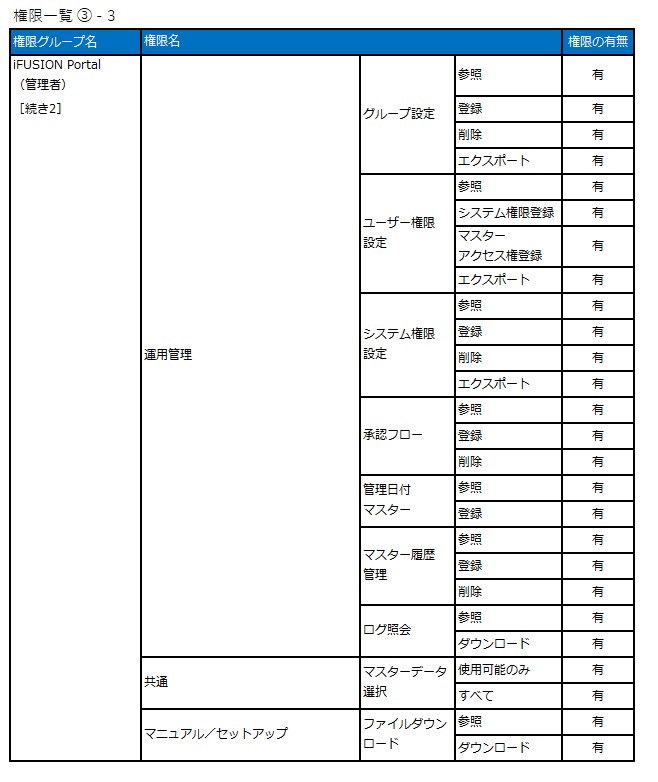 権限一覧 ③ - 3
権限グループ名 権限名 権限の有無
iFUSION Portal
（管理者）
［続き2］
運用管理
グループ設定
参照 有
登録 有
削除 有
エクスポート 有
ユーザー権限
設定
参照 有
システム権限登録 有
マスター
アクセス権登録 有
エクスポート 有
システム権限
設定
参照 有
登録 有
削除 有
エクスポート 有
承認フロー
参照 有
登録 有
削除 有
管理日付
マスター
参照 有
登録 有
マスター履歴
管理
参照 有
登録 有
削除 有
ログ照会
参照 有
ダウンロード 有
共通
マスターデータ
選択
使用可能のみ 有
すべて 有
マニュアル／セットアップ
ファイルダウン
ロード
参照 有
ダウンロード 有